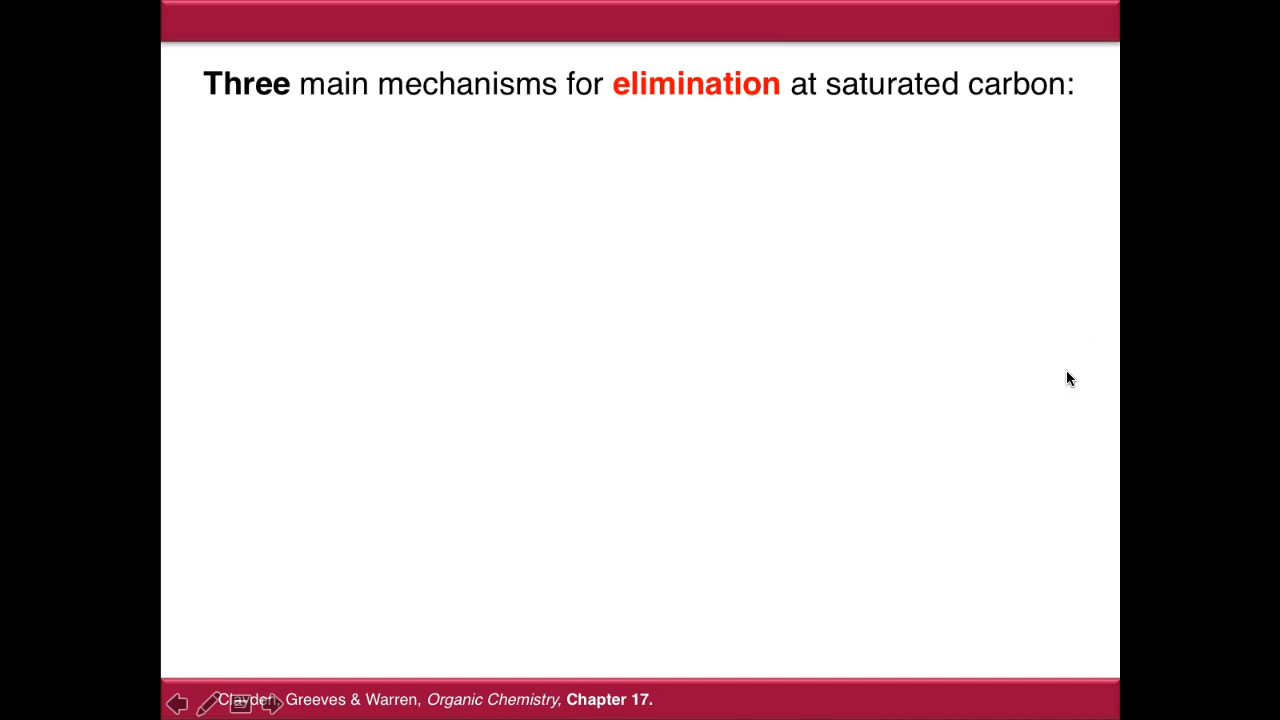 Three main mechanisms for elimination at saturated carbon:
Clayden, Greeves & Warren, Organic Chemistry, Chapter 17.